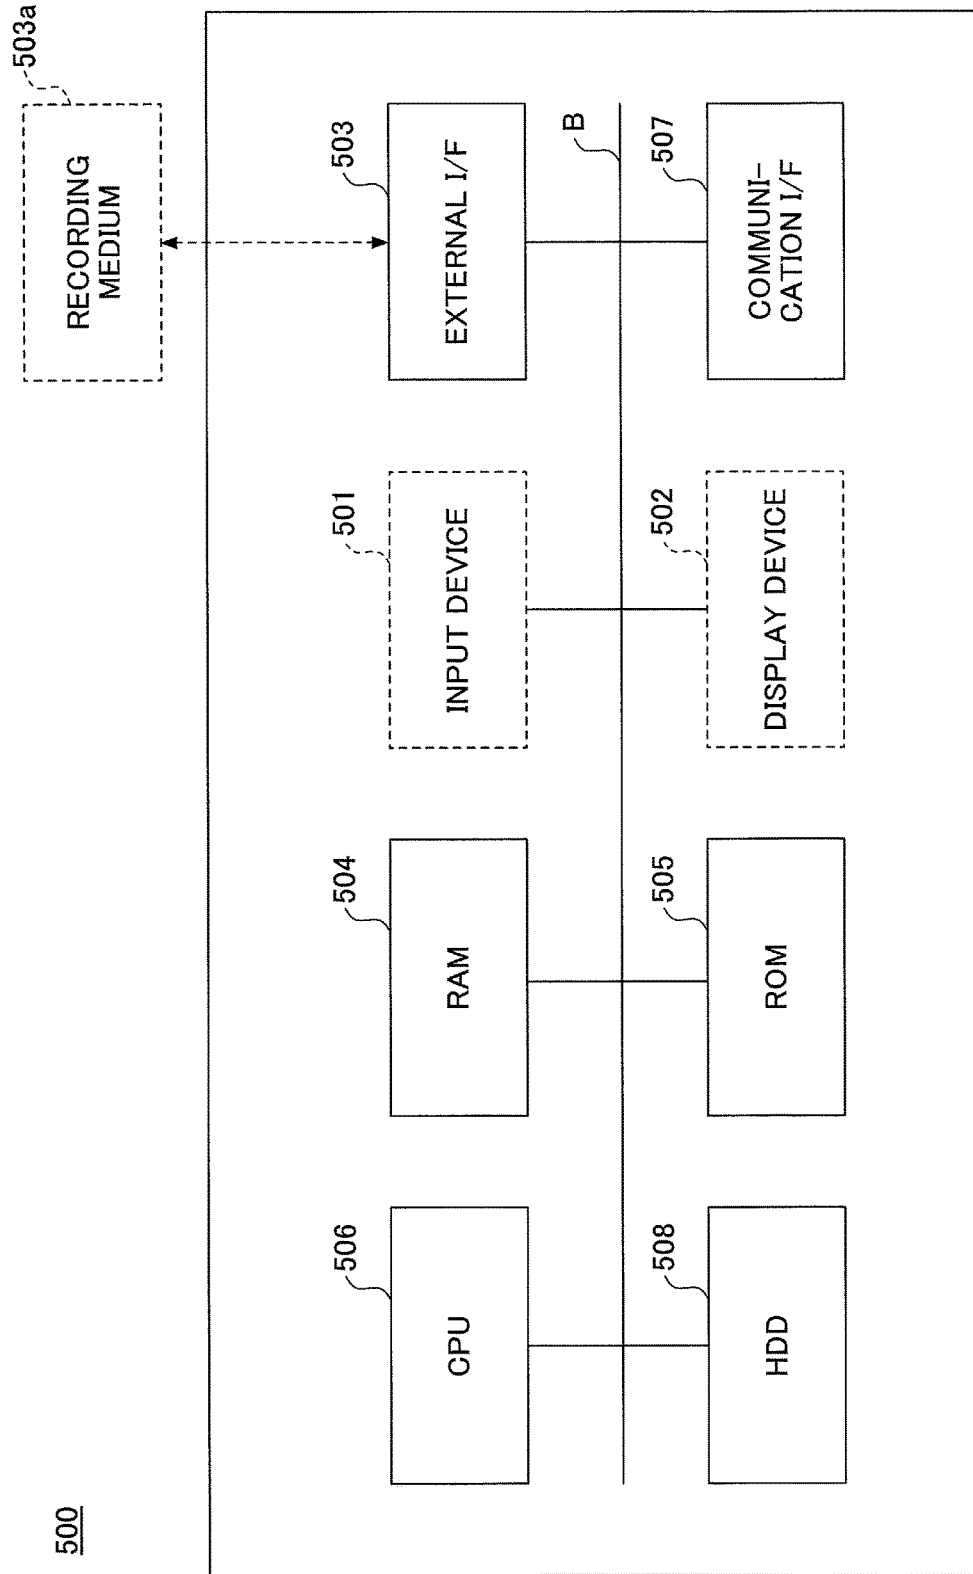 500
503a
RECORDING
MEDIUM
506
CPU
504
RAM
501
INPUT DEVICE
503
EXTERNAL I/F
B
508
HDD
505
ROM
502
DISPLAY DEVICE
507
COMMUNI-
CATION I/F